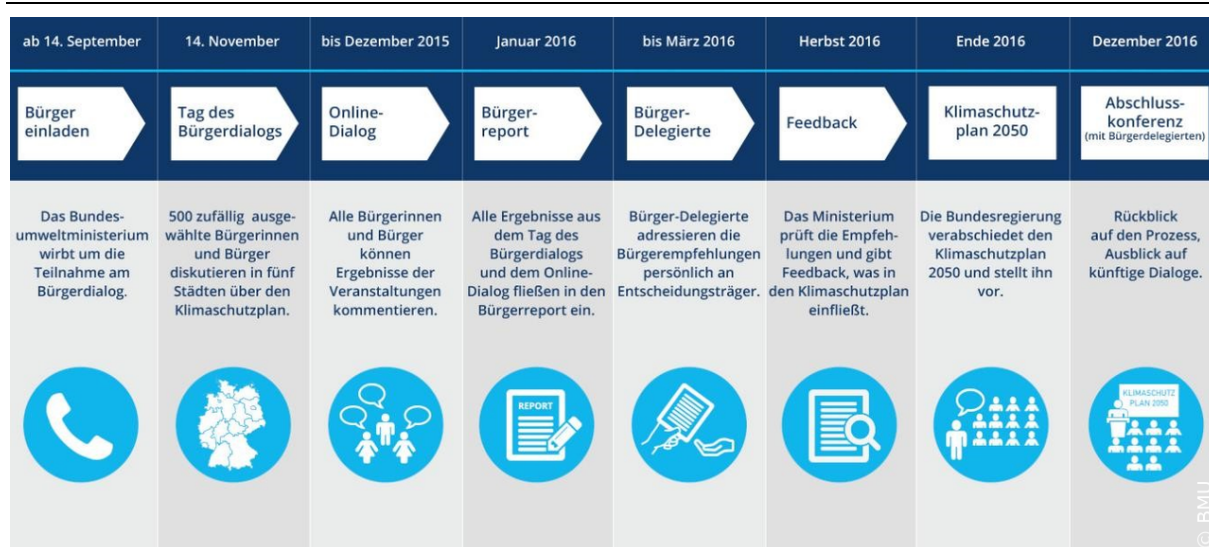 ab 14. September
14. November
bis Dezember 2015
Januar 2016
bis März 2016
Herbst 2016
Ende 2016
Dezember 2016
Bürger
einladen
Tag des
Bürgerdialogs
Online-
Dialog
Bürger-
report
Bürger-
Delegierte
Feedback
Klimaschutz-
plan 2050
Abschluss-
konferenz
(mit Bürgerdelegierten)
Das Bundes-
umweltministerium
wirbt um die
Teilnahme am
Bürgerdialog.
500 zufällig ausge-
wählte Bürgerinnen
und Bürger
diskutieren in fünf
Städten über den
Klimaschutzplan.
Alle Bürgerinnen
und Bürger
können
Ergebnisse der
Veranstaltungen
kommentieren.
Alle Ergebnisse aus
dem Tag des
Bürgerdialogs
und dem Online-
Dialog fließen in den
Bürgerreport ein.
Bürger-Delegierte
adressieren die
Bürgerempfehlungen
persönlich an
Entscheidungsträger.
Das Ministerium
prüft die Empfeh-
lungen und gibt
Feedback, was in
den Klimaschutzplan
einfließt.
Die Bundesregierung
verabschiedet den
Klimaschutzplan
2050 und stellt ihn
vor.
Rückblick
auf den Prozess,
Ausblick auf
künftige Dialoge.
REPORT
KLIMASCHUTZ
PLAN 2050
© BMU